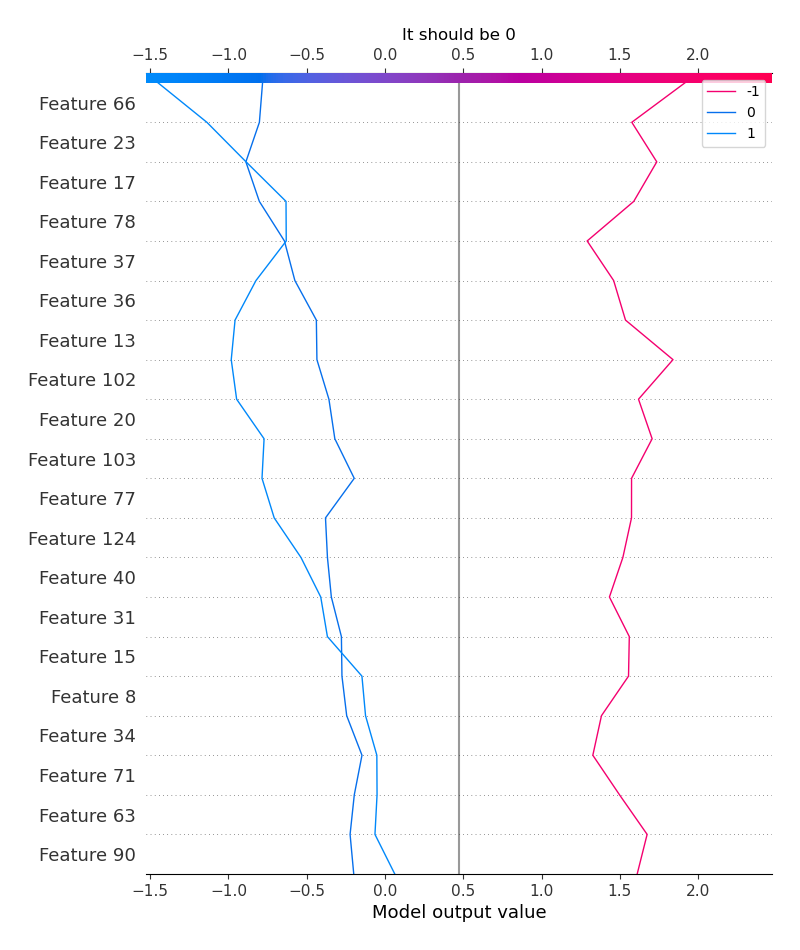 It should be 0
−1.5 −1.0 −0.5 0.0 0.5 1.0 1.5 2.0
-1
0
1
Feature 66
Feature 23
Feature 17
Feature 78
Feature 37
Feature 36
Feature 13
Feature 102
Feature 20
Feature 103
Feature 77
Feature 124
Feature 40
Feature 31
Feature 15
Feature 8
Feature 34
Feature 71
Feature 63
Feature 90
−1.5 −1.0 −0.5 0.0 0.5 1.0 1.5 2.0
Model output value